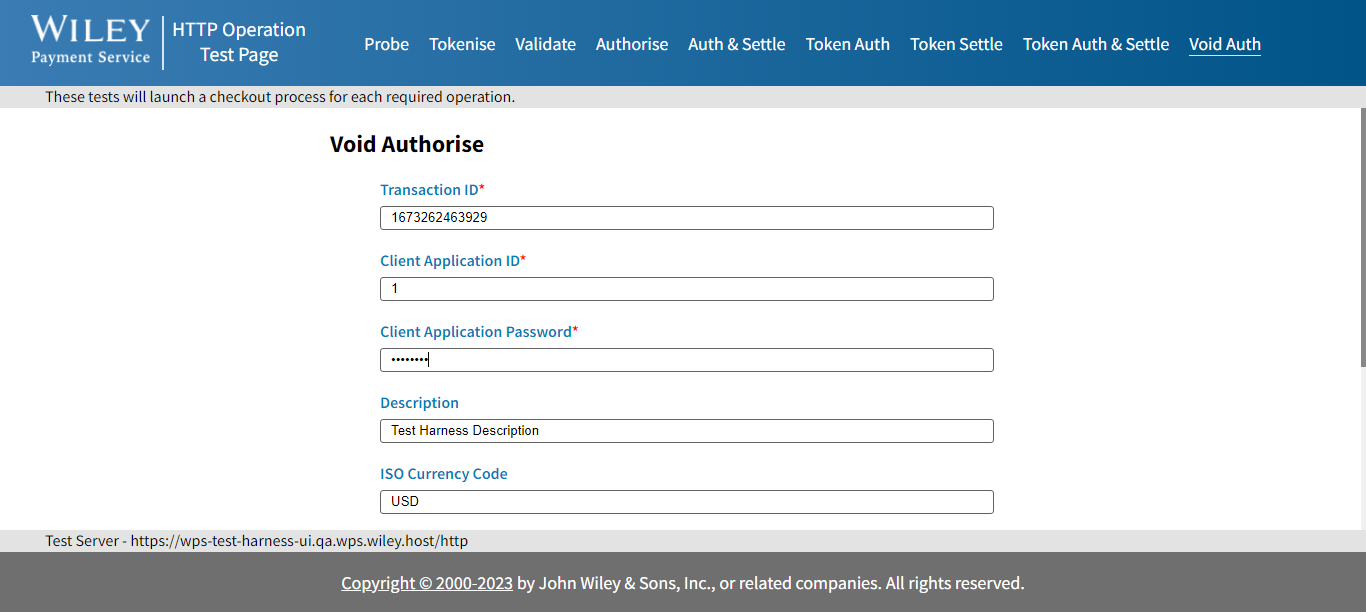 WILEY
Payment Service
HTTP Operation
Test Page
Probe Tokenise Validate Authorise Auth & Settle Token Auth Token Settle Token Auth & Settle Void Auth
These tests will launch a checkout process for each required operation.
Void Authorise
Transaction ID*
1673262463929
Client Application ID*
1
Client Application Password*
••••••••
Description
Test Harness Description
ISO Currency Code
USD
Test Server - https://wps-test-harness-ui.qa.wps.wiley.host/http
Copyright © 2000-2023 by John Wiley & Sons, Inc., or related companies. All rights reserved.